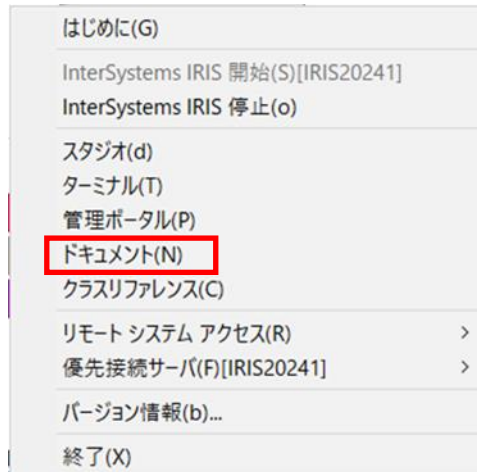 はじめに(G)
InterSystems IRIS 開始(S)[IRIS20241]
InterSystems IRIS 停止(o)
スタジオ(d)
ターミナル(T)
管理ポータル(P)
ドキュメント(N)
クラスリファレンス(C)
リモート システム アクセス(R)
優先接続サーバ(F)[IRIS20241]
バージョン情報(b)...
終了(X)